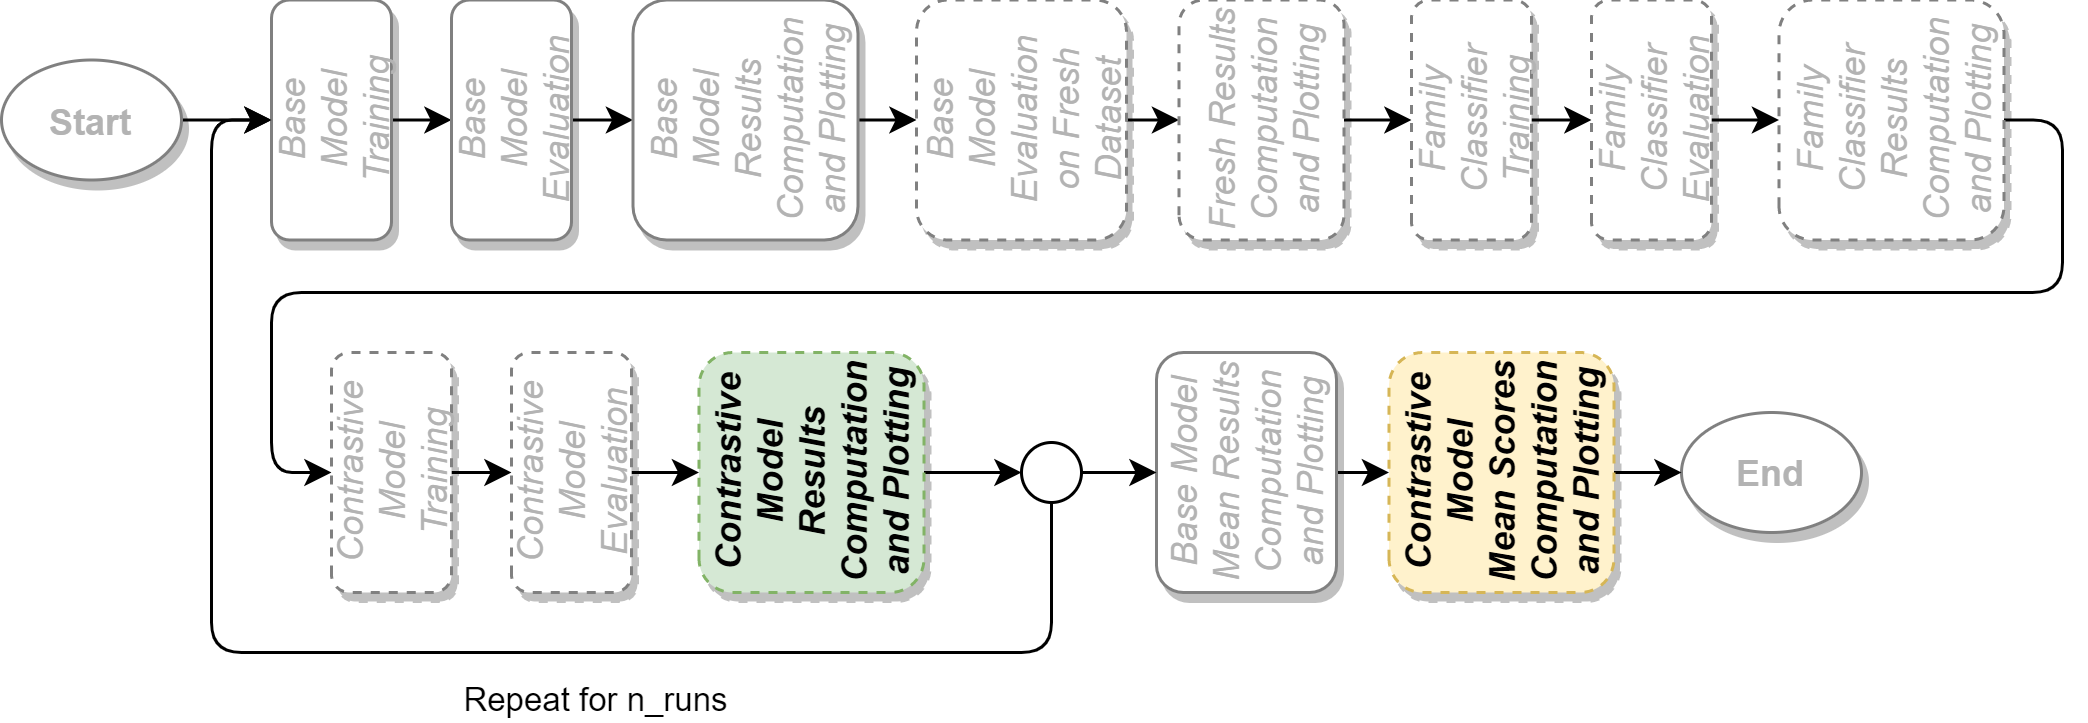 Start
Base
Model
Training
Base
Model
Evaluation
Base
Model
Results
Computation
and Plotting
Base
Model
Evaluation
on Fresh
Dataset
Fresh Results
Computation
and Plotting
Family
Classifier
Training
Family
Classifier
Evaluation
Family
Classifier
Results
Computation
and Plotting
Contrastive
Model
Training
Contrastive
Model
Evaluation
Contrastive
Model
Results
Computation
and Plotting
Base Model
Mean Results
Computation
and Plotting
Contrastive
Model
Mean Scores
Computation
and Plotting
End
Repeat for n_runs